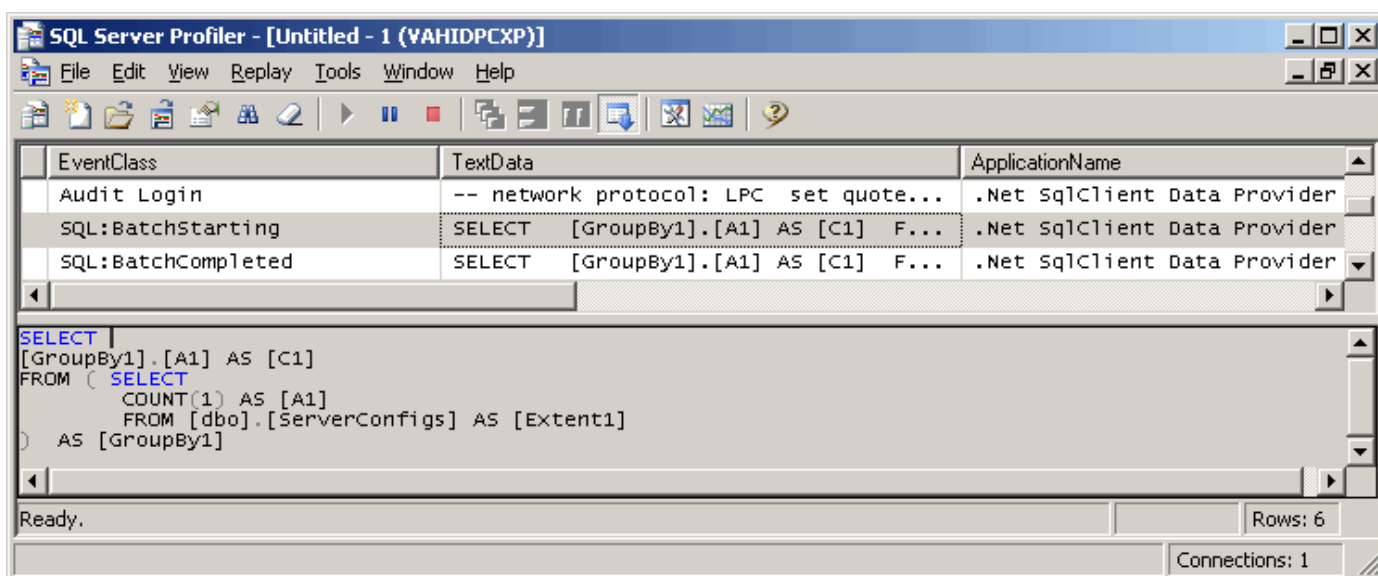 SQL Server Profiler - [Untitled - 1 (VAHIDPCXP)]
File Edit View Replay Tools Window Help
EventClass TextData ApplicationName
Audit Login -- network protocol: LPC set quote... .Net SqlClient Data Provider
SQL:BatchStarting SELECT [GroupBy1].[A1] AS [C1] F... .Net SqlClient Data Provider
SQL:BatchCompleted SELECT [GroupBy1].[A1] AS [C1] F... .Net SqlClient Data Provider
SELECT
[GroupBy1].[A1] AS [C1]
FROM ( SELECT
COUNT(1) AS [A1]
FROM [dbo].[ServerConfigs] AS [Extent1]
) AS [GroupBy1]
Ready. Rows: 6
Connections: 1